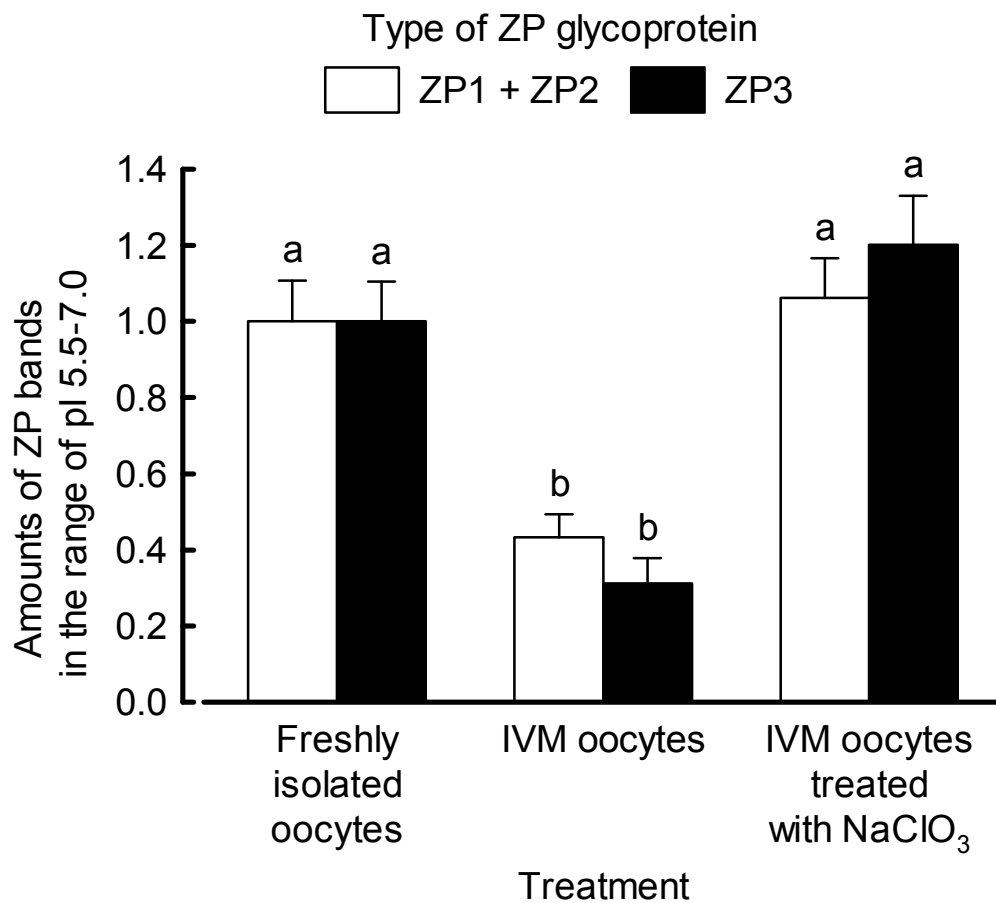 Type of ZP glycoprotein
ZP1 + ZP2 ZP3
Amounts of ZP bands
in the range of pI 5.5-7.0
1.4
1.2
1.0
0.8
0.6
0.4
0.2
0.0
a a
b b
a a
Freshly
isolated
oocytes
IVM oocytes
IVM oocytes
treated
with NaClO₃
Treatment